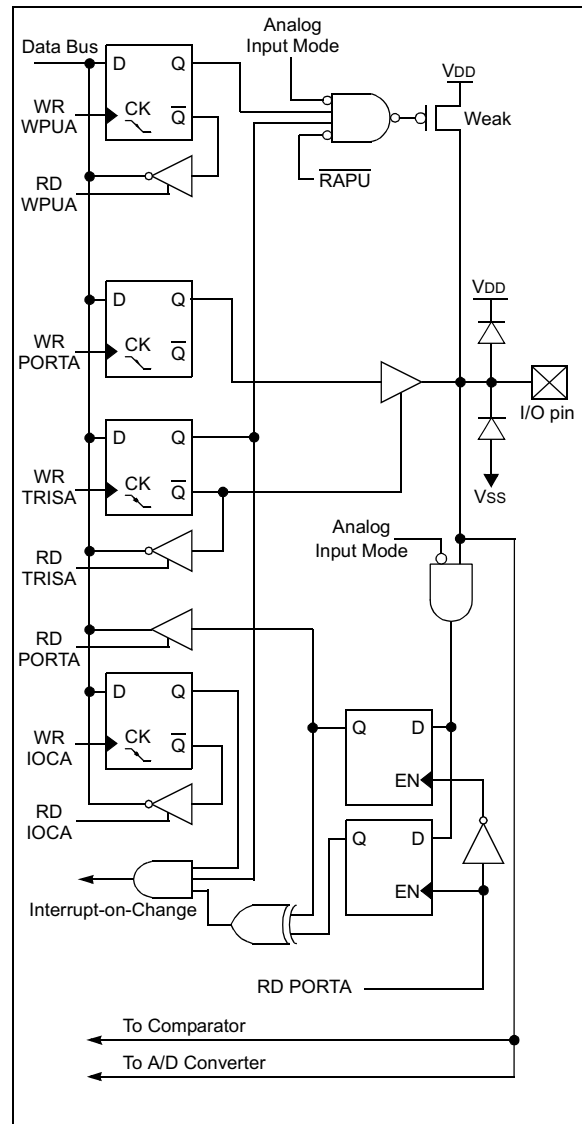 Analog
Input Mode
Data Bus
D
Q
VDD
WR
WPUA
CK
Q̅
Weak
RD
WPUA
R̅A̅P̅U̅
D
Q
VDD
WR
PORTA
CK
Q̅
I/O pin
D
Q
WR
TRISA
CK
Q̅
VSS
Analog
Input Mode
RD
TRISA
RD
PORTA
D
Q
Q
D
WR
IOCA
CK
Q̅
EN
RD
IOCA
Q
D
EN
Interrupt-on-Change
RD PORTA
To Comparator
To A/D Converter